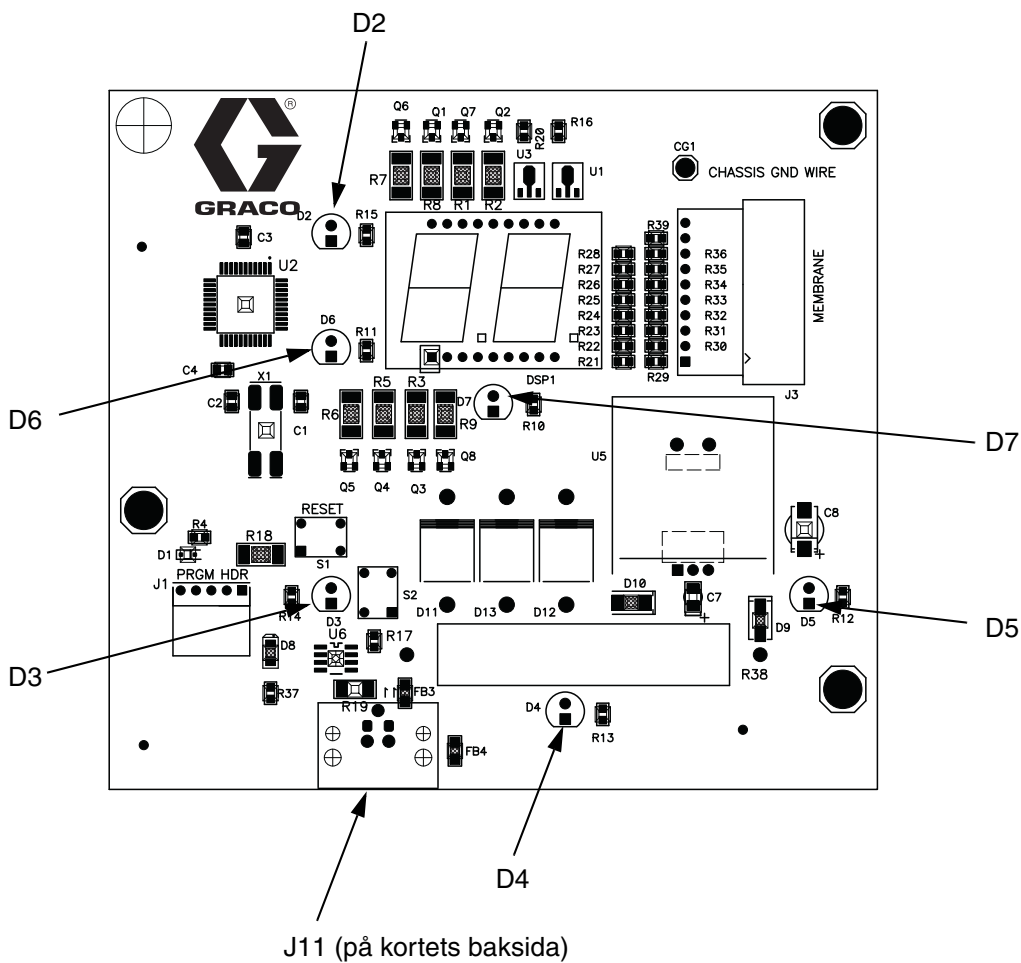 D2
Q6 Q1 Q7 Q2 R20 R16
U3 U1
CG1
CHASSIS GND WIRE
R7 R8 R1 R2
®
GRACO
D2 R15
C3
U2
R39
R28 R36
R27 R35
R26 R34
R25 R33
R24 R32
R23 R31
R22 R30
R21 R29
MEMBRANE
J3
D6 R11
C4 X1
C2 C1
R6 R5 R3 R9
D7 DSP1
R10
Q5 Q4 Q3 Q8
U5
C8
+
D6
D7
RESET
S1
R4
D1
R18
J1 PRGM HDR
R14
D3
S2
D11 D13 D12
D10
C7
+
D9
D5 R12
U6 R17
D8
R37
R19
11
FB3
R38
D4 R13
FB4
D3
D5
D4
J11 (på kortets baksida)